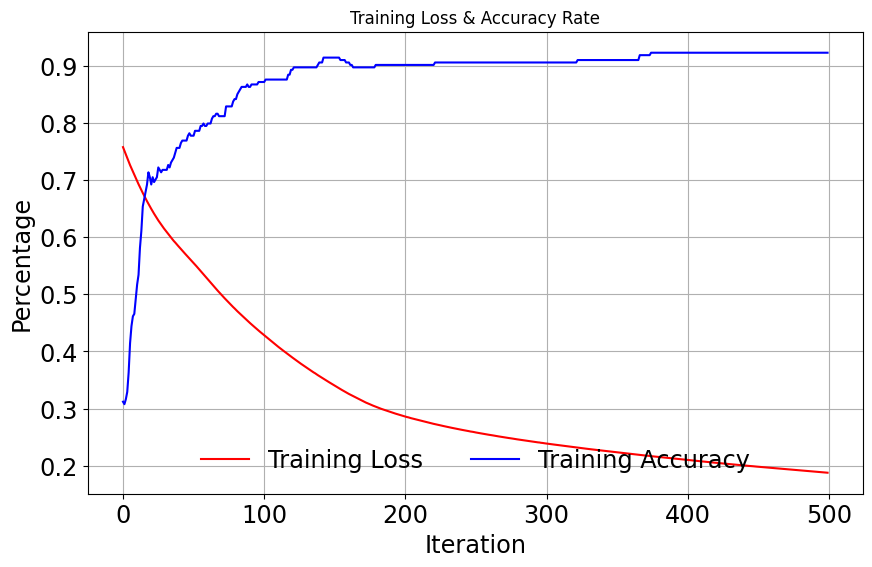 Training Loss & Accuracy Rate
Percentage
0.9
0.8
0.7
0.6
0.5
0.4
0.3
0.2
Training Loss
Training Accuracy
0
100
200
300
400
500
Iteration